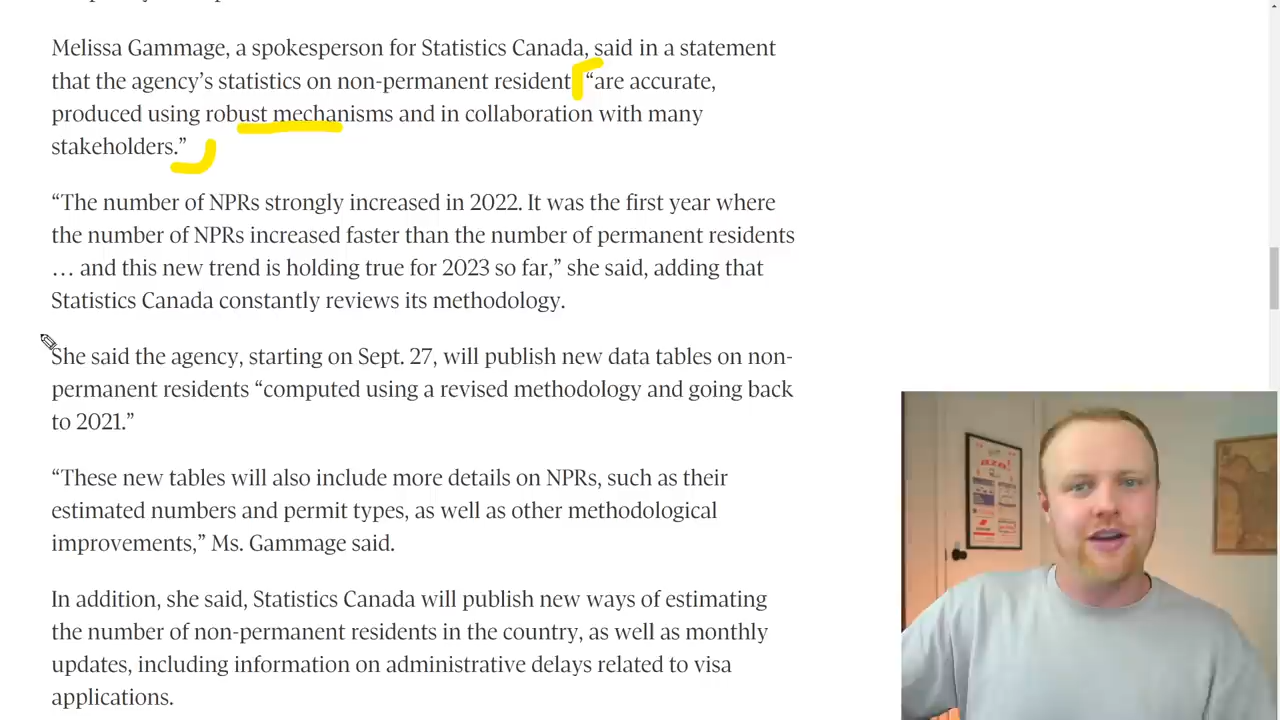 Melissa Gammage, a spokesperson for Statistics Canada, said in a statement
that the agency’s statistics on non-permanent resident “are accurate,
produced using robust mechanisms and in collaboration with many
stakeholders.”
“The number of NPRs strongly increased in 2022. It was the first year where
the number of NPRs increased faster than the number of permanent residents
… and this new trend is holding true for 2023 so far,” she said, adding that
Statistics Canada constantly reviews its methodology.
She said the agency, starting on Sept. 27, will publish new data tables on non-
permanent residents “computed using a revised methodology and going back
to 2021.”
“These new tables will also include more details on NPRs, such as their
estimated numbers and permit types, as well as other methodological
improvements,” Ms. Gammage said.
In addition, she said, Statistics Canada will publish new ways of estimating
the number of non-permanent residents in the country, as well as monthly
updates, including information on administrative delays related to visa
applications.